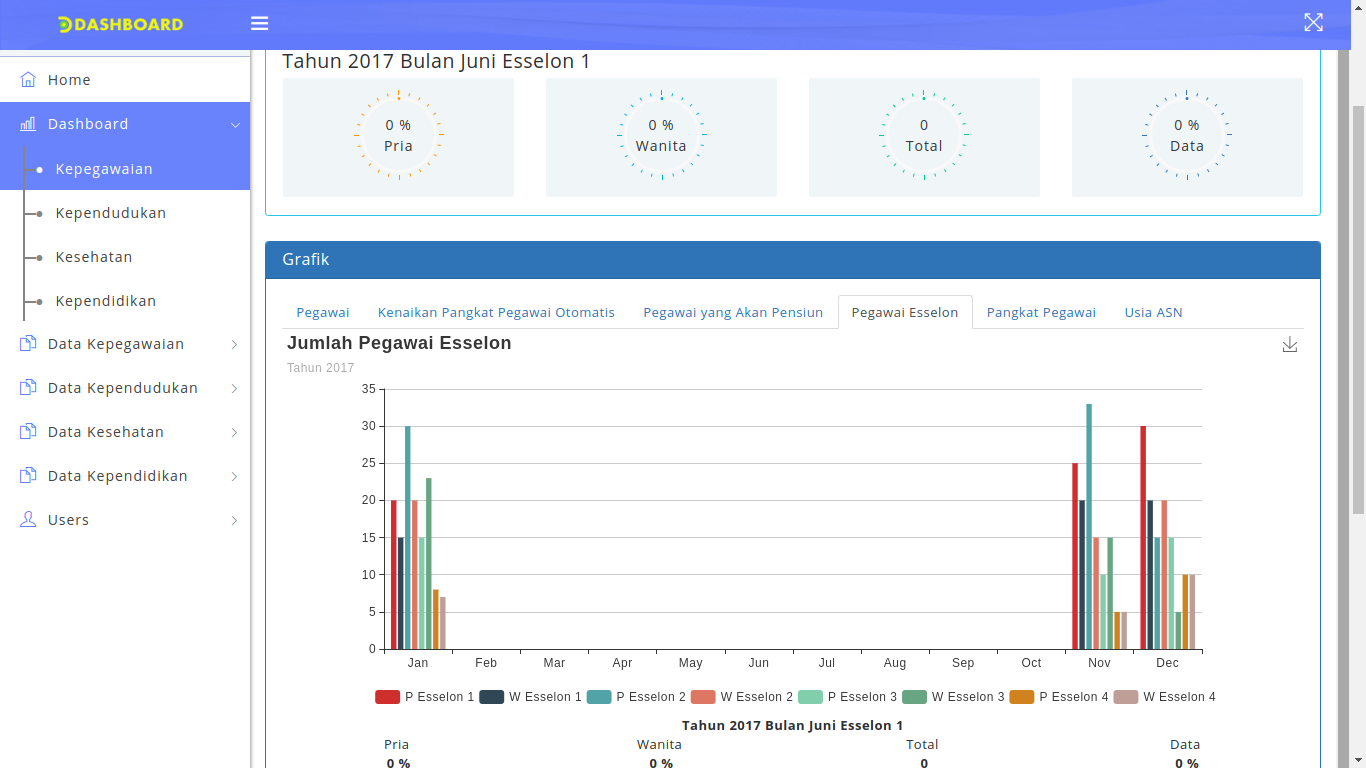 DASHBOARD
Home
Dashboard
Kepegawaian
Kependudukan
Kesehatan
Kependidikan
Data Kepegawaian
Data Kependudukan
Data Kesehatan
Data Kependidikan
Users
Tahun 2017 Bulan Juni Esselon 1
0 %
Pria
0 %
Wanita
0
Total
0 %
Data
Grafik
Pegawai Kenaikan Pangkat Pegawai Otomatis Pegawai yang Akan Pensiun Pegawai Esselon Pangkat Pegawai Usia ASN
Jumlah Pegawai Esselon
Tahun 2017
35
30
25
20
15
10
5
0
Jan Feb Mar Apr May Jun Jul Aug Sep Oct Nov Dec
P Esselon 1 W Esselon 1 P Esselon 2 W Esselon 2 P Esselon 3 W Esselon 3 P Esselon 4 W Esselon 4
Tahun 2017 Bulan Juni Esselon 1
Pria Wanita Total Data
0 % 0 % 0 0 %